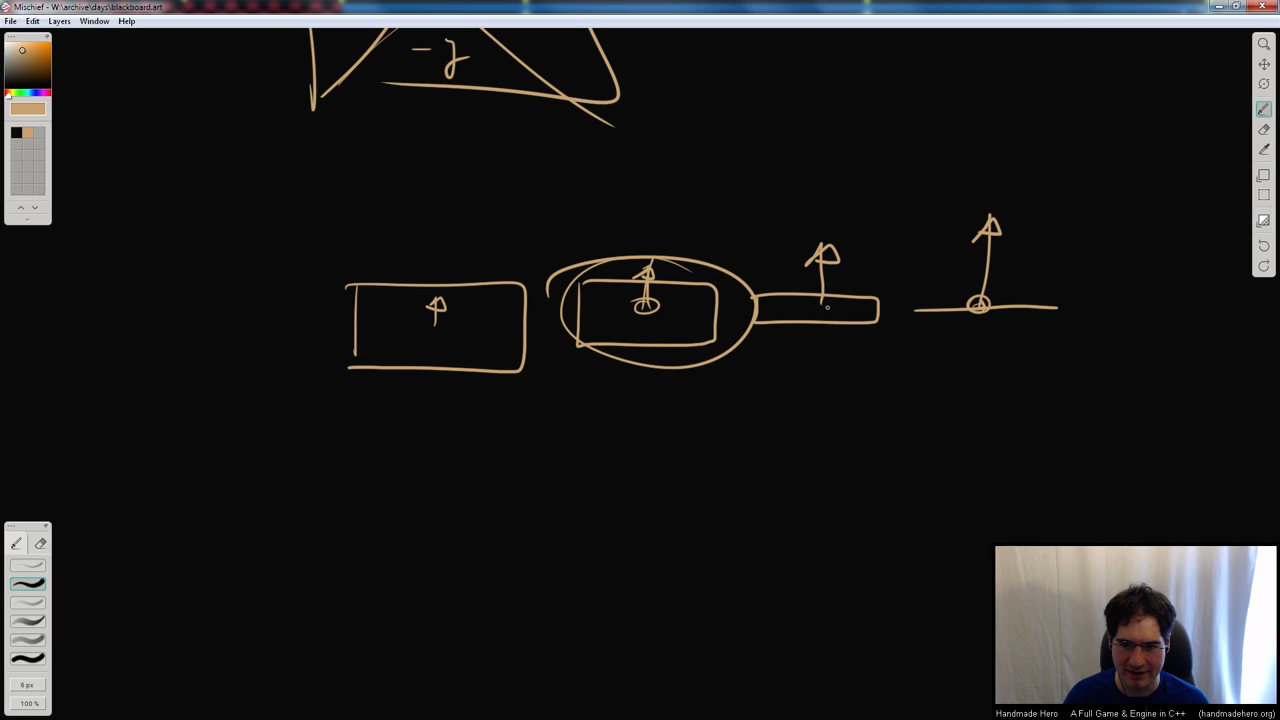 Mischief - W:\archive\days\blackboard.art
File Edit Layers Window Help
- z
6 px
100 %
Handmade Hero A Full Game & Engine in C++ (handmadehero.org)